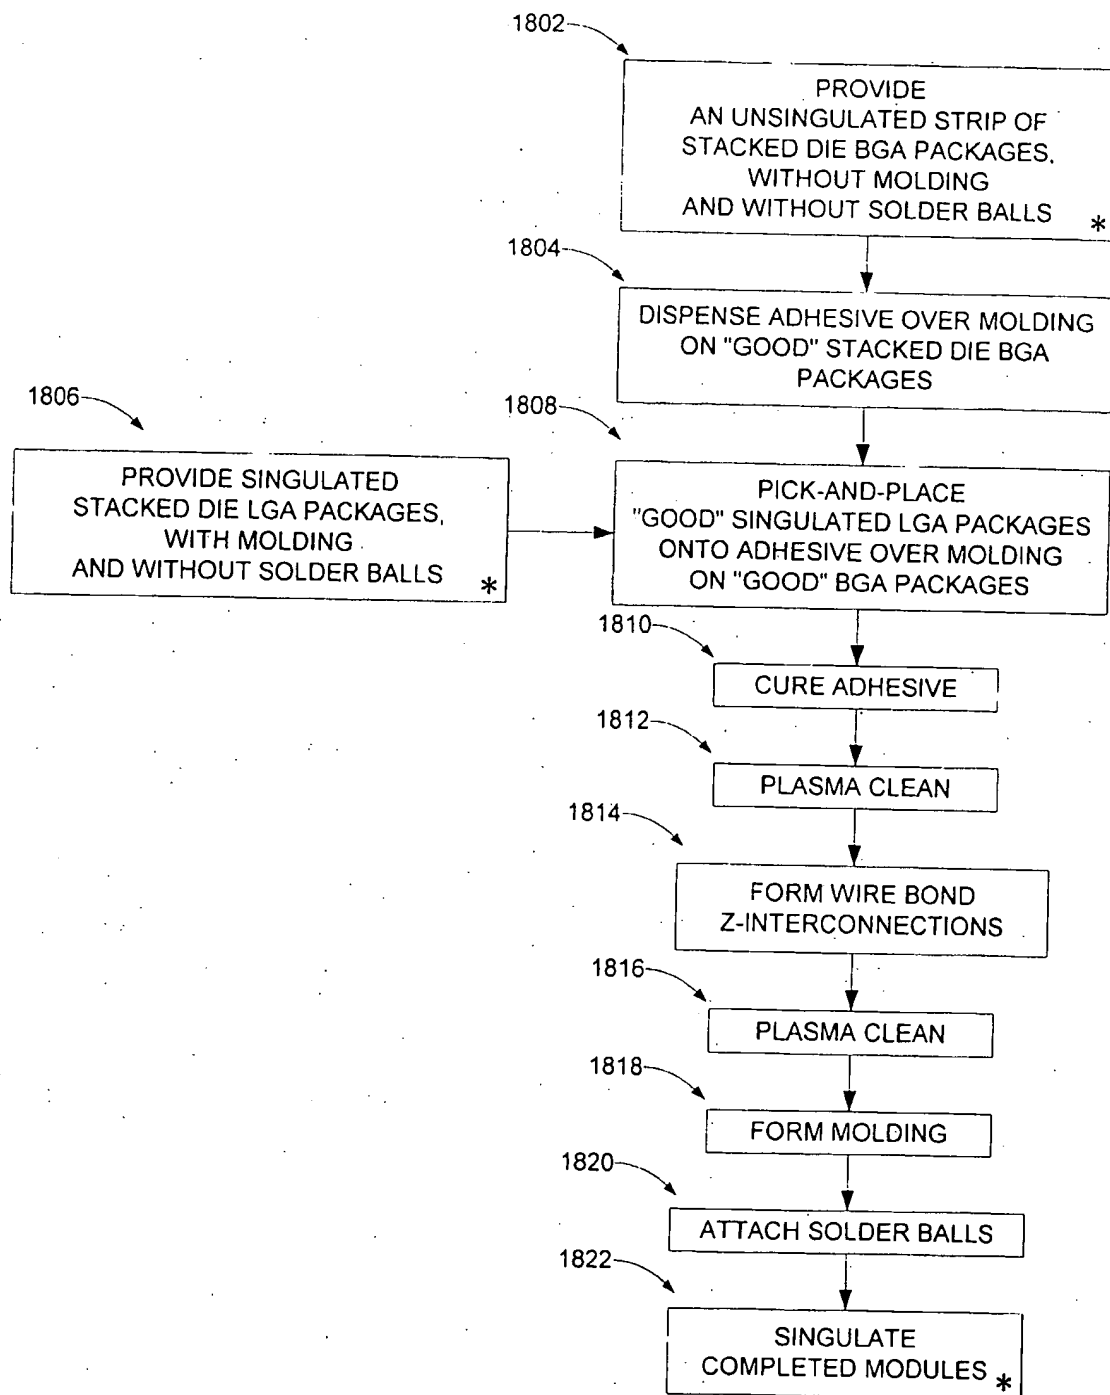 1802
PROVIDE
AN UNSINGULATED STRIP OF
STACKED DIE BGA PACKAGES,
WITHOUT MOLDING
AND WITHOUT SOLDER BALLS *
1804
DISPENSE ADHESIVE OVER MOLDING
ON "GOOD" STACKED DIE BGA
PACKAGES
1806
PROVIDE SINGULATED
STACKED DIE LGA PACKAGES,
WITH MOLDING
AND WITHOUT SOLDER BALLS *
1808
PICK-AND-PLACE
"GOOD" SINGULATED LGA PACKAGES
ONTO ADHESIVE OVER MOLDING
ON "GOOD" BGA PACKAGES
1810
CURE ADHESIVE
1812
PLASMA CLEAN
1814
FORM WIRE BOND
Z-INTERCONNECTIONS
1816
PLASMA CLEAN
1818
FORM MOLDING
1820
ATTACH SOLDER BALLS
1822
SINGULATE
COMPLETED MODULES *